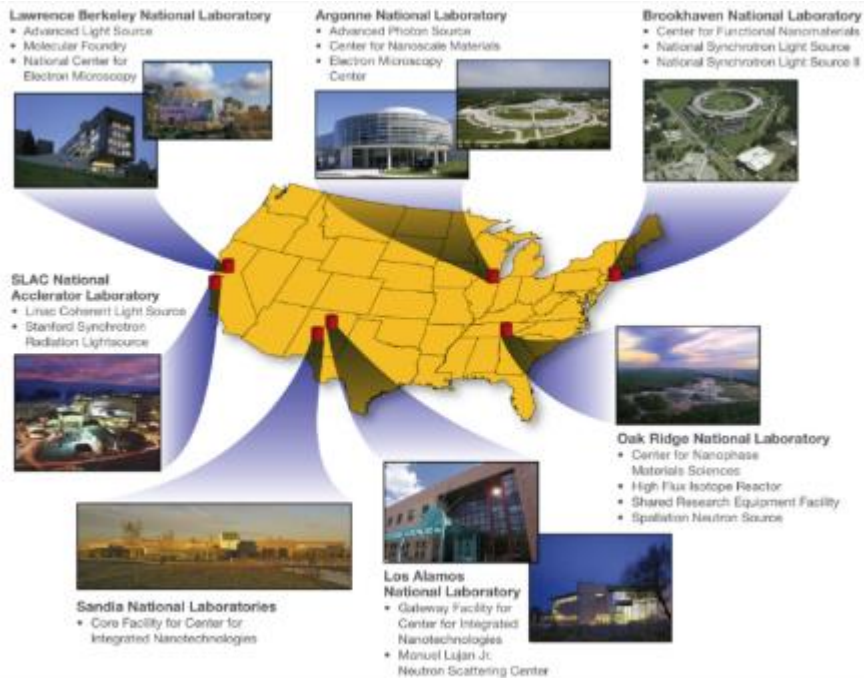 Lawrence Berkeley National Laboratory
• Advanced Light Source
• Molecular Foundry
• National Center for
Electron Microscopy
Argonne National Laboratory
• Advanced Photon Source
• Center for Nanoscale Materials
• Electron Microscopy
Center
Brookhaven National Laboratory
• Center for Functional Nanomaterials
• National Synchrotron Light Source
• National Synchrotron Light Source II
SLAC National
Acclerator Laboratory
• Linac Coherent Light Source
• Stanford Synchrotron
Radiation Lightsource
Oak Ridge National Laboratory
• Center for Nanophase
Materials Sciences
• High Flux Isotope Reactor
• Shared Research Equipment Facility
• Spallation Neutron Source
Sandia National Laboratories
• Core Facility for Center for
Integrated Nanotechnologies
Los Alamos
National Laboratory
• Gateway Facility for
Center for Integrated
Nanotechnologies
• Manuel Lujan Jr.
Neutron Scattering Center